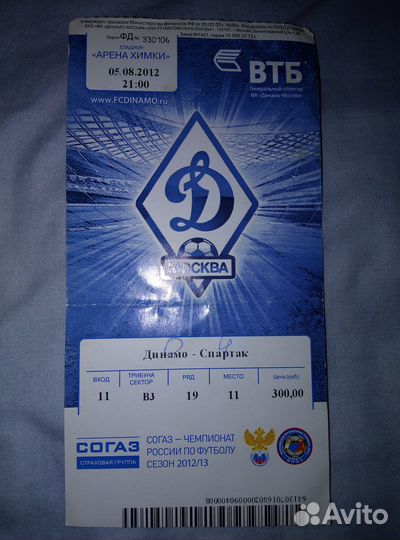 Серия ФД № 330106
СТАДИОН
«АРЕНА ХИМКИ»
05.08.2012
21:00
www.FCDINAMO.ru
ВТБ
Генеральный спонсор
ФК «Динамо-Москва»
Д
МОСКВА
0 4
Динамо - Спартак
ВХОД ТРИБУНА СЕКТОР РЯД МЕСТО Цена (руб)
11 В3 19 11 300,00
СОГАЗ
СТРАХОВАЯ ГРУППА
СОГАЗ – ЧЕМПИОНАТ
РОССИИ ПО ФУТБОЛУ
СЕЗОН 2012/13
Avito